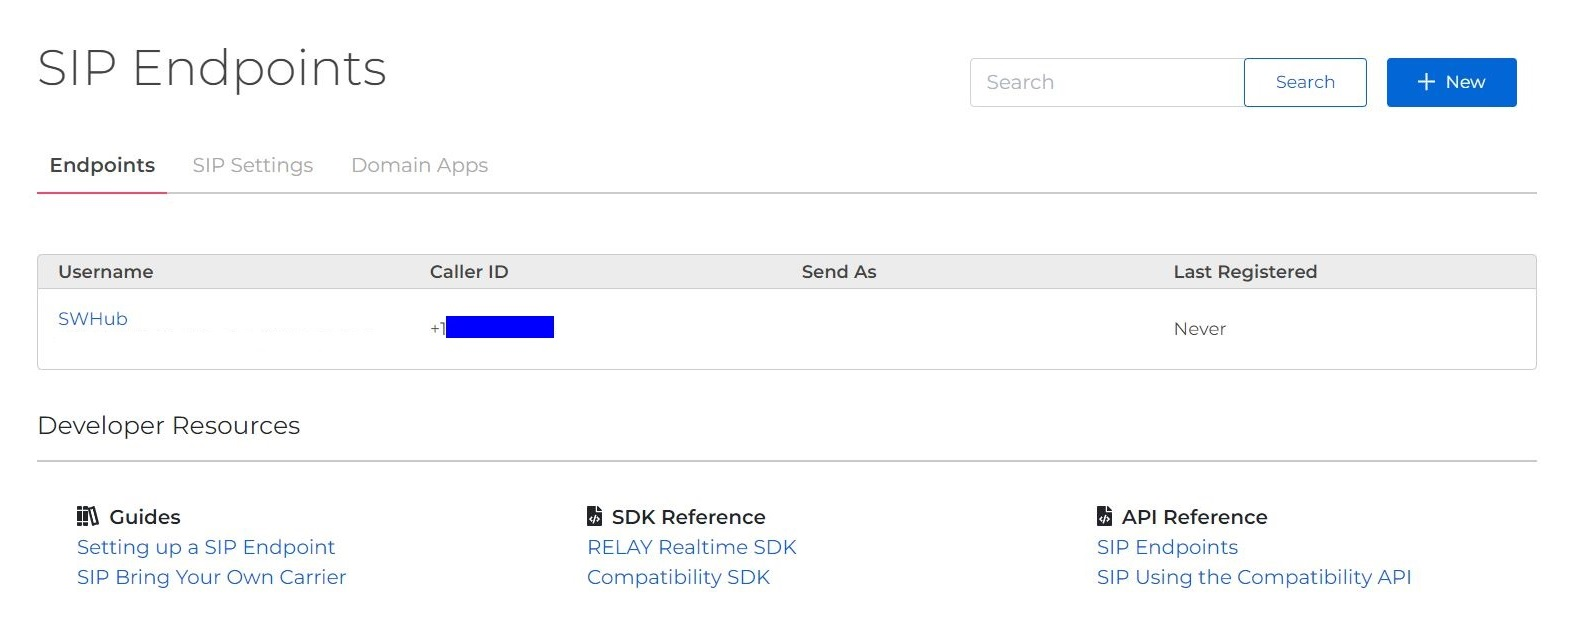 SIP Endpoints
Search Search + New
Endpoints SIP Settings Domain Apps
Username Caller ID Send As Last Registered
SWHub +1 Never
Developer Resources
Guides SDK Reference API Reference
Setting up a SIP Endpoint RELAY Realtime SDK SIP Endpoints
SIP Bring Your Own Carrier Compatibility SDK SIP Using the Compatibility API